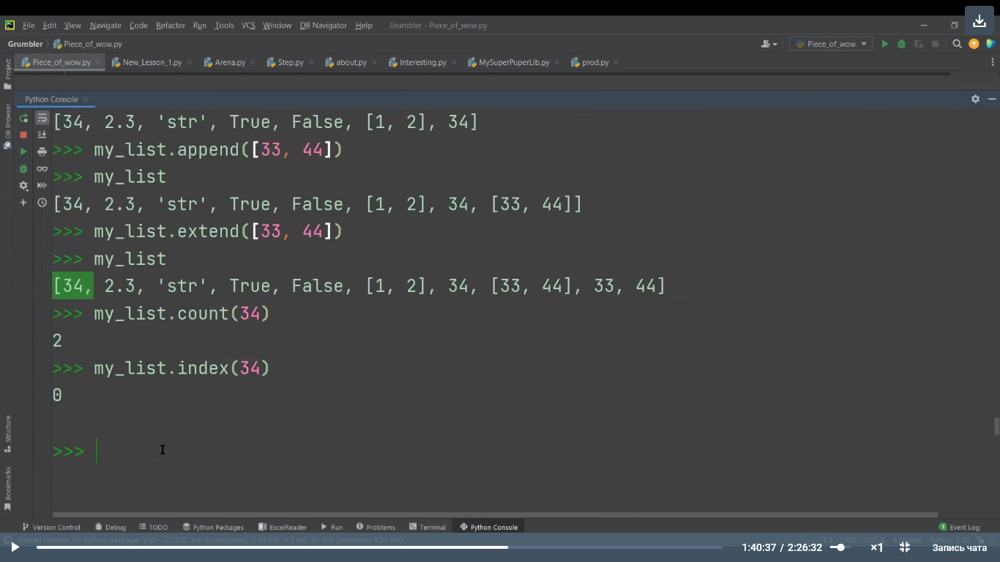 File Edit View Navigate Code Refactor Run Tools VCS Window DB Navigator Help Grumbler - Piece_of_wow.py
Grumbler Piece_of_wow.py Piece_of_wow
Piece_of_wow.py New_Lesson_1.py Arena.py Step.py about.py Interesting.py MySuperPuperLib.py prod.py
Project
DB Browser
Python Console
[34, 2.3, 'str', True, False, [1, 2], 34]
>>> my_list.append([33, 44])
>>> my_list
[34, 2.3, 'str', True, False, [1, 2], 34, [33, 44]]
>>> my_list.extend([33, 44])
>>> my_list
[34, 2.3, 'str', True, False, [1, 2], 34, [33, 44], 33, 44]
>>> my_list.count(34)
2
>>> my_list.index(34)
0
>>>
Structure
Bookmarks
Version Control Debug TODO Python Packages ExcelReader Run Problems Terminal Python Console 1 Event Log
Shared indexes for Python package "pip==22.0.4" are downloaded (1.69 MB in 1 sec, 97 ms) (yesterday 9:54 PM) 1:1 CRLF UTF-8 4 spaces Python 3.10
1:40:37 / 2:26:32 ×1 Запись чата